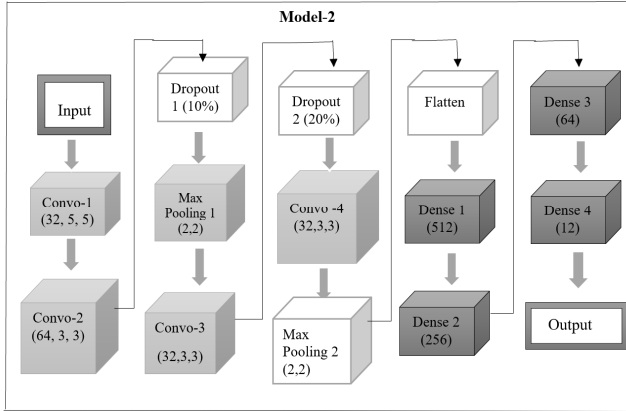 Model-2
Input
Convo-1
(32, 5, 5)
Convo-2
(64, 3, 3)
Dropout
1 (10%)
Max
Pooling 1
(2,2)
Convo-3
(32,3,3)
Dropout
2 (20%)
Convo -4
(32,3,3)
Max
Pooling 2
(2,2)
Flatten
Dense 1
(512)
Dense 2
(256)
Dense 3
(64)
Dense 4
(12)
Output